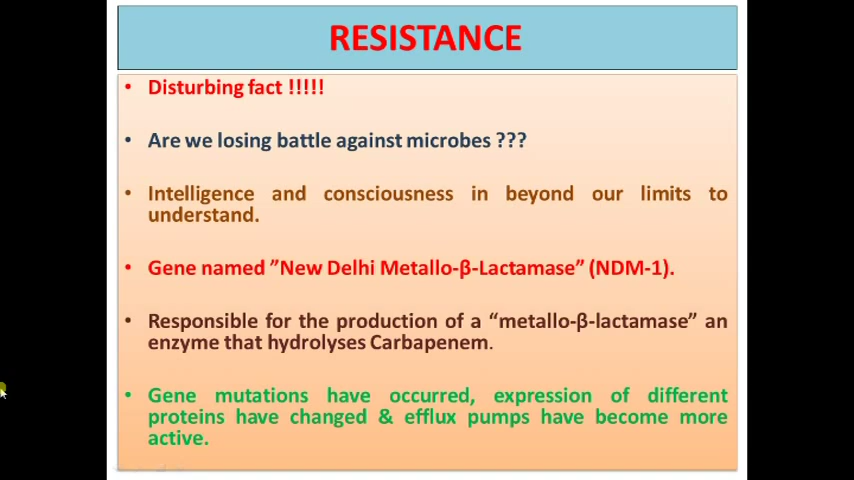 RESISTANCE
• Disturbing fact !!!!!
• Are we losing battle against microbes ???
• Intelligence and consciousness in beyond our limits to
understand.
• Gene named ”New Delhi Metallo-β-Lactamase” (NDM-1).
• Responsible for the production of a “metallo-β-lactamase” an
enzyme that hydrolyses Carbapenem.
• Gene mutations have occurred, expression of different
proteins have changed & efflux pumps have become more
active.